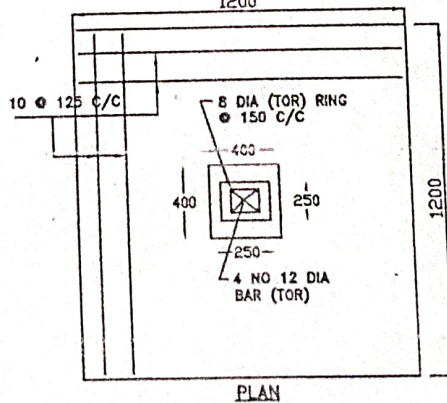 1200
10 @ 125 C/C
8 DIA (TOR) RING
@ 150 C/C
400
400
250
250
4 NO 12 DIA
BAR (TOR)
1200
PLAN